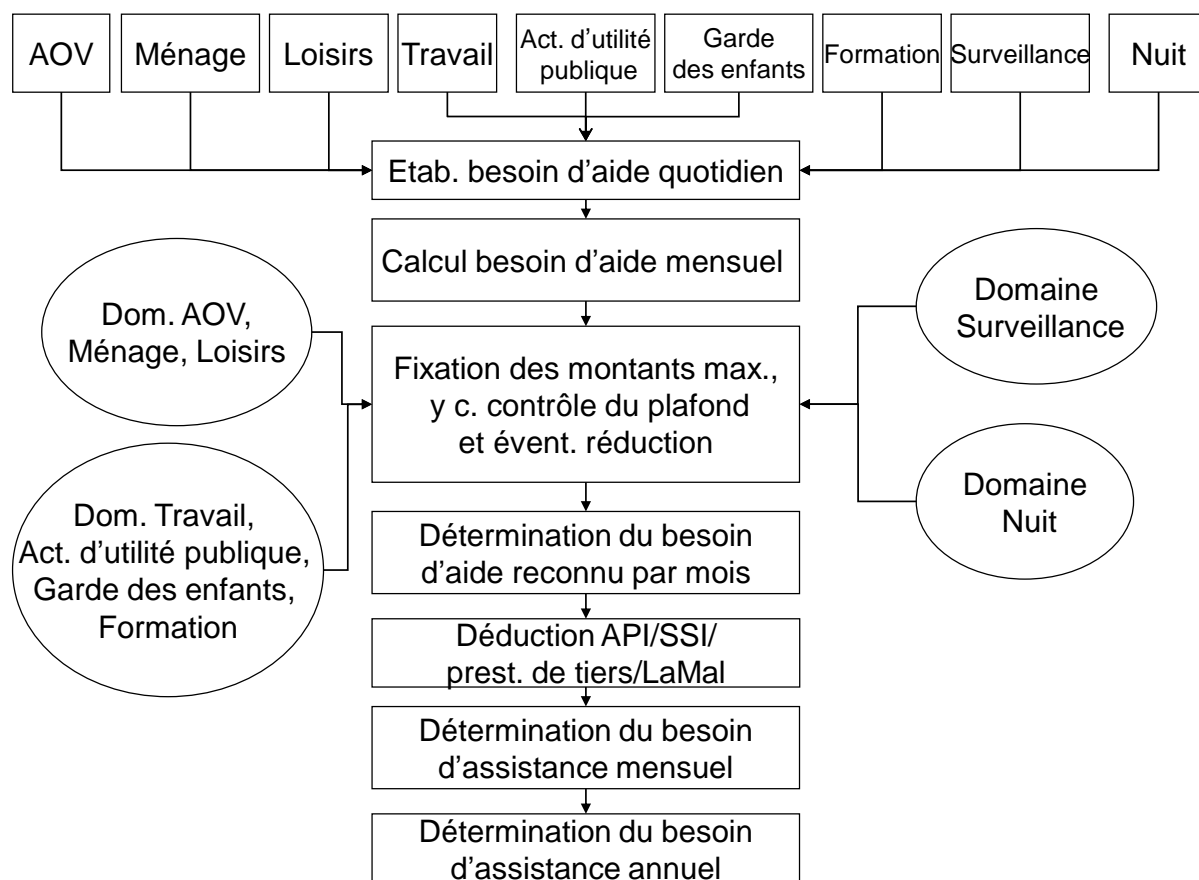 AOV
Ménage
Loisirs
Travail
Act. d'utilité
publique
Garde
des enfants
Formation
Surveillance
Nuit
Etab. besoin d'aide quotidien
Calcul besoin d'aide mensuel
Dom. AOV,
Ménage, Loisirs
Domaine
Surveillance
Fixation des montants max.,
y c. contrôle du plafond
et évent. réduction
Dom. Travail,
Act. d'utilité publique,
Garde des enfants,
Formation
Domaine
Nuit
Détermination du besoin
d'aide reconnu par mois
Déduction API/SSI/
prest. de tiers/LaMal
Détermination du besoin
d'assistance mensuel
Détermination du besoin
d'assistance annuel